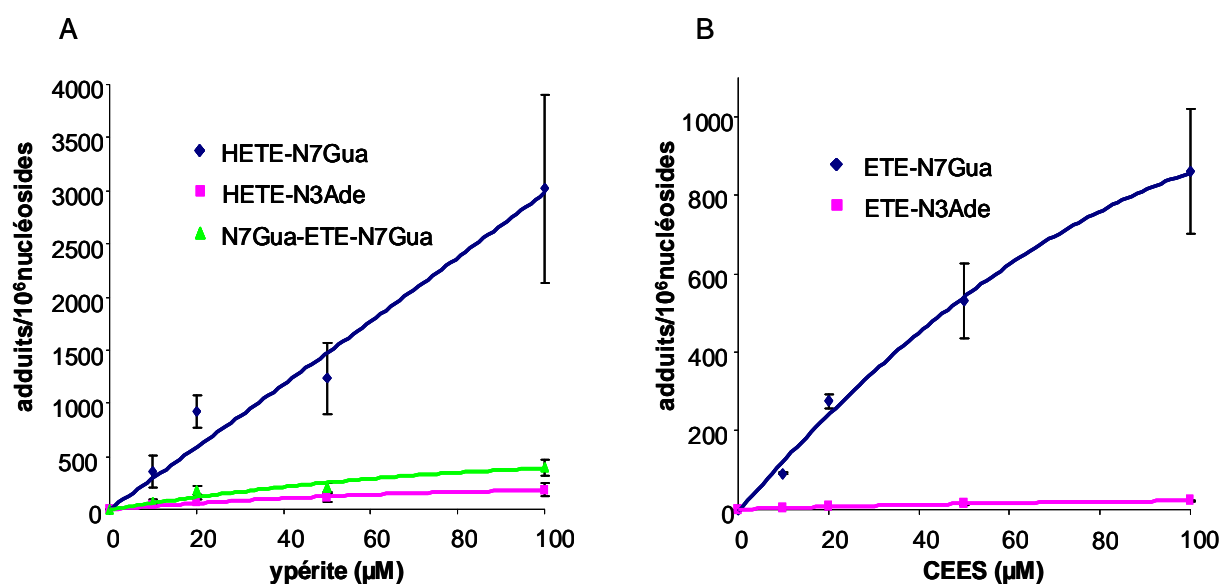 A
4000
3500
3000
2500
2000
1500
1000
500
0
adduits/10⁶nucléosides
HETE-N7Gua
HETE-N3Ade
N7Gua-ETE-N7Gua
0 20 40 60 80 100
ypérite (µM)
B
1000
800
600
400
200
0
adduits/10⁶nucléosides
ETE-N7Gua
ETE-N3Ade
0 20 40 60 80 100
CEES (µM)